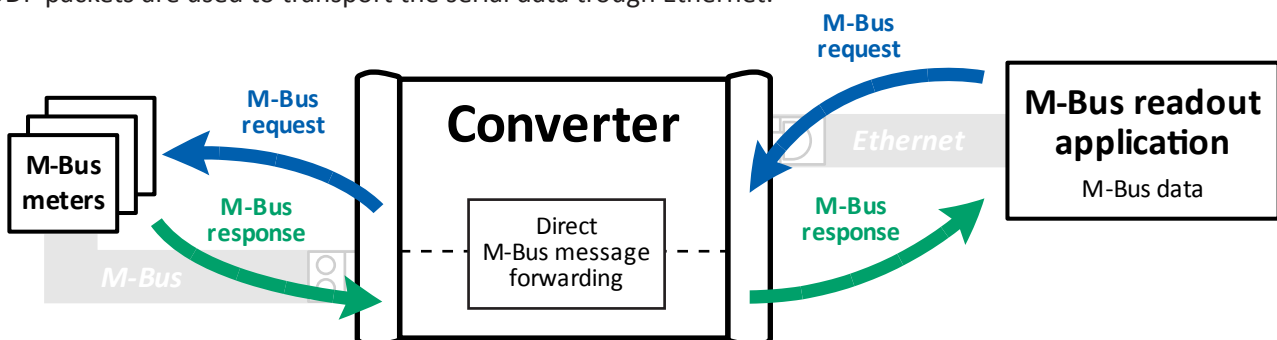 packets are used to transport the serial data trough Ethernet.
M-Bus
request
M-Bus
request
Converter
Ethernet
M-Bus readout
application
M-Bus data
M-Bus
meters
M-Bus
response
M-Bus
response
Direct
M-Bus message
forwarding
M-Bus